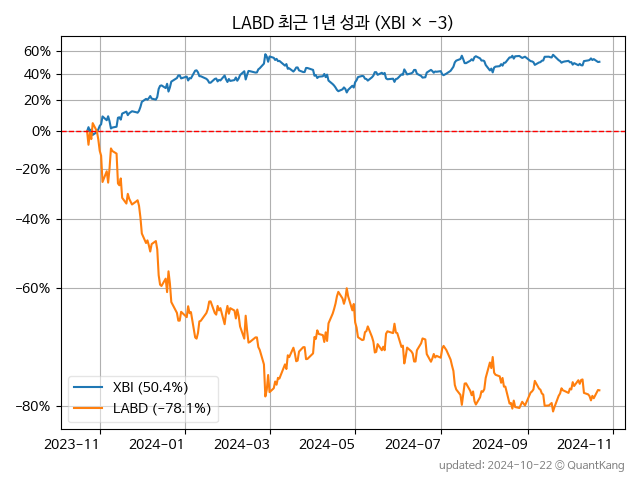 LABD 최근 1년 성과 (XBI × −3)
60%
40%
20%
0%
−20%
−40%
−60%
−80%
XBI (50.4%)
LABD (−78.1%)
2023-11 2024-01 2024-03 2024-05 2024-07 2024-09 2024-11
updated: 2024-10-22 © QuantKang